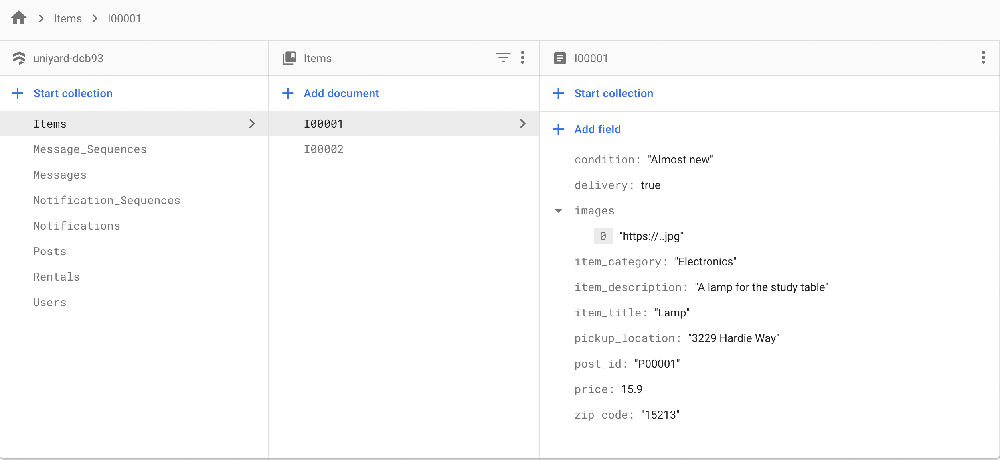 Items
I00001
uniyard-dcb93
Start collection
Items
Message_Sequences
Messages
Notification_Sequences
Notifications
Posts
Rentals
Users
Items
Add document
I00001
I00002
I00001
Start collection
Add field
condition: "Almost new"
delivery: true
images
0 "https://..jpg"
item_category: "Electronics"
item_description: "A lamp for the study table"
item_title: "Lamp"
pickup_location: "3229 Hardie Way"
post_id: "P00001"
price: 15.9
zip_code: "15213"